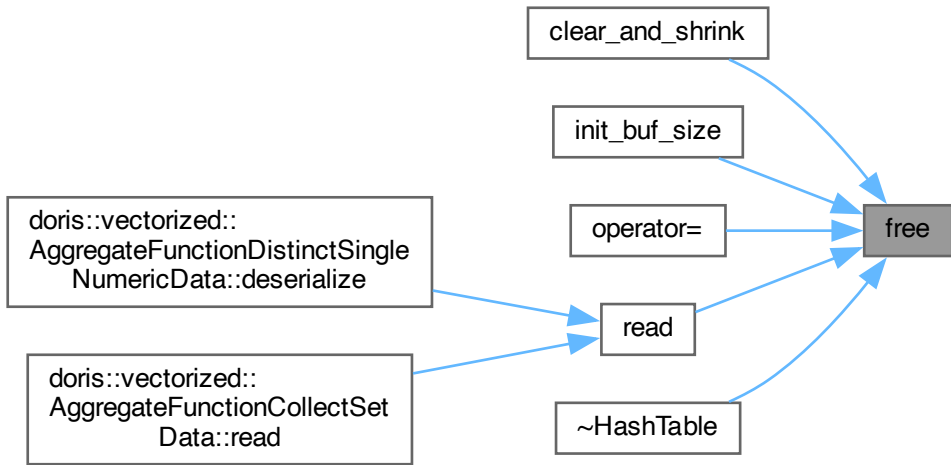 clear_and_shrink
init_buf_size
operator=
free
doris::vectorized::
AggregateFunctionDistinctSingle
NumericData::deserialize
read
doris::vectorized::
AggregateFunctionCollectSet
Data::read
~HashTable